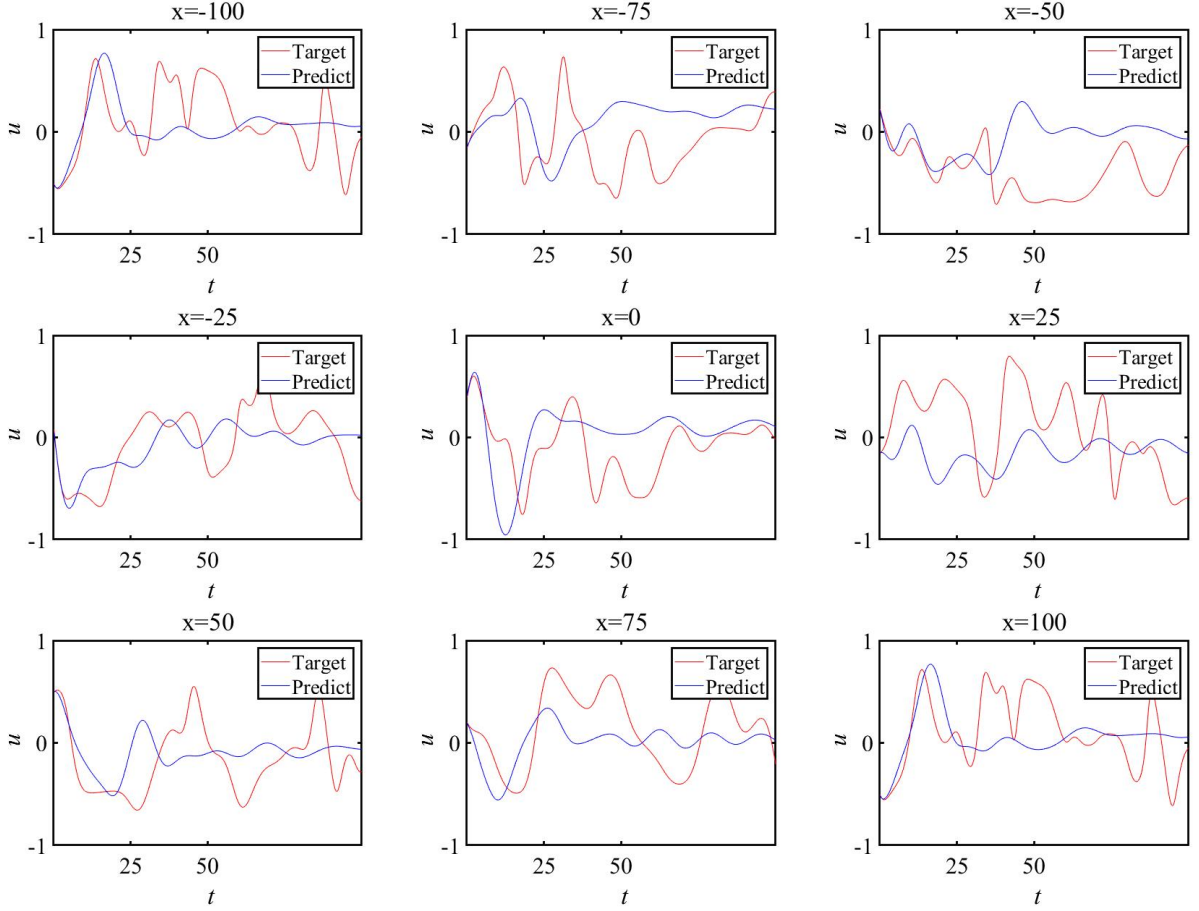 x=-100
1
Target
Predict
u
0
-1
25
50
t
x=-75
1
Target
Predict
u
0
-1
25
50
t
x=-50
1
Target
Predict
u
0
-1
25
50
t
x=-25
1
Target
Predict
u
0
-1
25
50
t
x=0
1
Target
Predict
u
0
-1
25
50
t
x=25
1
Target
Predict
u
0
-1
25
50
t
x=50
1
Target
Predict
u
0
-1
25
50
t
x=75
1
Target
Predict
u
0
-1
25
50
t
x=100
1
Target
Predict
u
0
-1
25
50
t